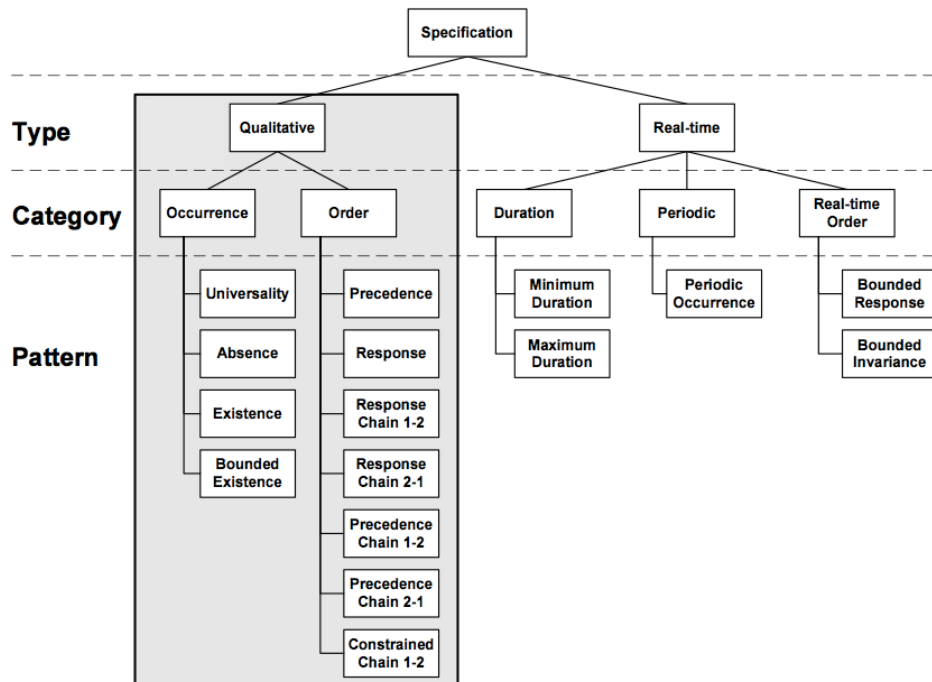 Specification
Type
Qualitative
Real-time
Category
Occurrence
Order
Duration
Periodic
Real-time
Order
Pattern
Universality
Absence
Existence
Bounded
Existence
Precedence
Response
Response
Chain 1-2
Response
Chain 2-1
Precedence
Chain 1-2
Precedence
Chain 2-1
Constrained
Chain 1-2
Minimum
Duration
Maximum
Duration
Periodic
Occurrence
Bounded
Response
Bounded
Invariance